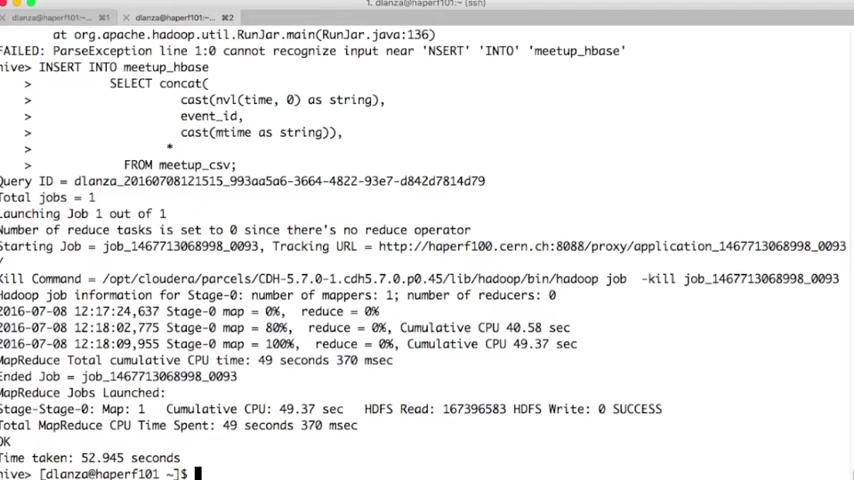 1. dlanza@haperf101:~ (ssh)
dlanza@haperf101:~... ⌘1 dlanza@haperf101:~... ⌘2
at org.apache.hadoop.util.RunJar.main(RunJar.java:136)
FAILED: ParseException line 1:0 cannot recognize input near 'NSERT' 'INTO' 'meetup_hbase'
hive> INSERT INTO meetup_hbase
> SELECT concat(
> cast(nvl(time, 0) as string),
> event_id,
> cast(mtime as string)),
> *
> FROM meetup_csv;
Query ID = dlanza_20160708121515_993aa5a6-3664-4822-93e7-d842d7814d79
Total jobs = 1
Launching Job 1 out of 1
Number of reduce tasks is set to 0 since there's no reduce operator
Starting Job = job_1467713068998_0093, Tracking URL = http://haperf100.cern.ch:8088/proxy/application_1467713068998_0093
/
Kill Command = /opt/cloudera/parcels/CDH-5.7.0-1.cdh5.7.0.p0.45/lib/hadoop/bin/hadoop job  -kill job_1467713068998_0093
Hadoop job information for Stage-0: number of mappers: 1; number of reducers: 0
2016-07-08 12:17:24,637 Stage-0 map = 0%,  reduce = 0%
2016-07-08 12:18:02,775 Stage-0 map = 80%,  reduce = 0%, Cumulative CPU 40.58 sec
2016-07-08 12:18:09,955 Stage-0 map = 100%,  reduce = 0%, Cumulative CPU 49.37 sec
MapReduce Total cumulative CPU time: 49 seconds 370 msec
Ended Job = job_1467713068998_0093
MapReduce Jobs Launched:
Stage-Stage-0: Map: 1   Cumulative CPU: 49.37 sec   HDFS Read: 167396583 HDFS Write: 0 SUCCESS
Total MapReduce CPU Time Spent: 49 seconds 370 msec
OK
Time taken: 52.945 seconds
hive> [dlanza@haperf101 ~]$